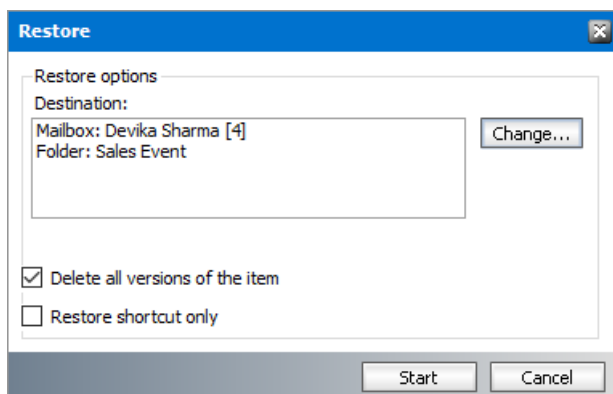 Restore
Restore options
Destination:
Mailbox: Devika Sharma [4]
Folder: Sales Event
Change...
Delete all versions of the item
Restore shortcut only
Start
Cancel